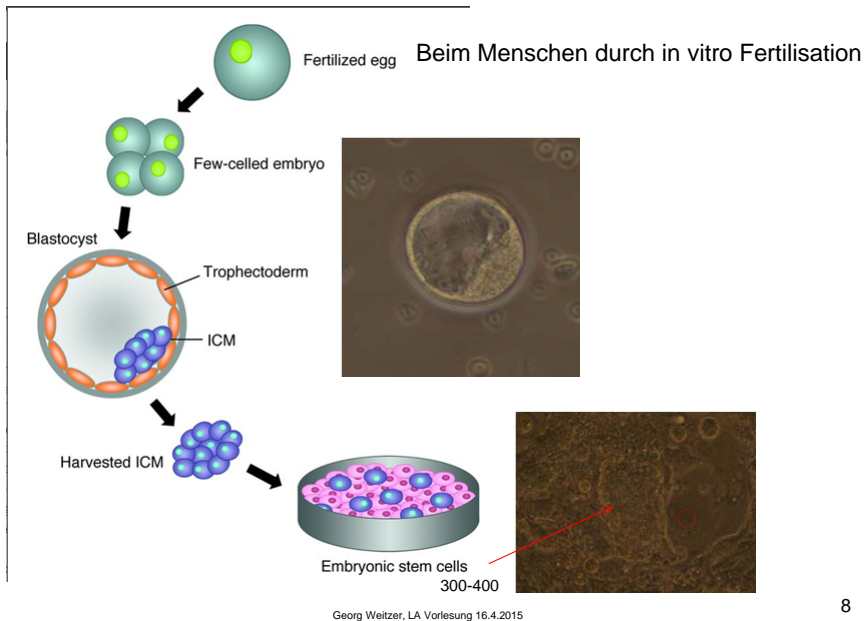 Beim Menschen durch in vitro Fertilisation
Fertilized egg
Few-celled embryo
Blastocyst
Trophectoderm
ICM
Harvested ICM
Embryonic stem cells
300-400
Georg Weitzer, LA Vorlesung 16.4.2015
8